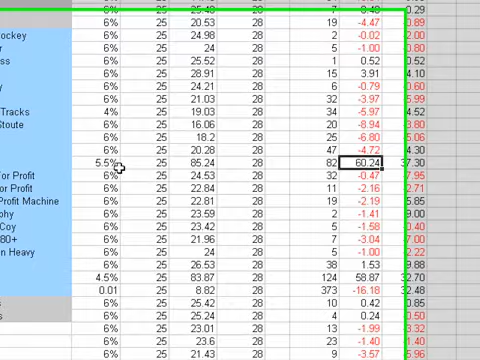 6% 25 25.48 28 7 0.48 0.29
6% 25 20.53 28 19 -4.47 0.89
ockey 6% 25 24.98 28 2 -0.02 2.00
r 6% 25 24 28 5 -1.00 0.80
ss 6% 25 25.52 28 1 0.52 0.52
6% 25 28.91 28 15 3.91 4.10
y 6% 25 24.21 28 6 -0.79 0.60
6% 25 21.03 28 32 -3.97 5.99
Tracks 4% 25 19.03 28 34 -5.97 4.52
Stoute 6% 25 16.06 28 20 -8.94 3.80
6% 25 18.2 28 25 -6.80 5.06
6% 25 20.28 28 47 -4.72 4.30
5.5% 25 85.24 28 82 60.24 37.30
For Profit 6% 25 24.53 28 32 -0.47 7.95
or Profit 6% 25 22.84 28 11 -2.16 2.71
Profit Machine 6% 25 22.81 28 19 -2.19 5.85
phy 6% 25 23.59 28 2 -1.41 9.00
Coy 6% 25 23.42 28 5 -1.58 0.40
80+ 6% 25 21.96 28 7 -3.04 7.00
n Heavy 6% 25 24 28 5 -1.00 2.22
6% 25 26.53 28 38 1.53 9.88
4.5% 25 83.87 28 124 58.87 32.70
0.01 25 8.82 28 373 -16.18 32.48
s 6% 25 25.42 28 10 0.42 0.85
s 6% 25 25.24 28 4 0.24 0.50
6% 25 23.01 28 13 -1.99 3.32
6% 25 23.6 28 2 -1.40 1.40
6% 25 21.43 28 9 -3.57 5.96